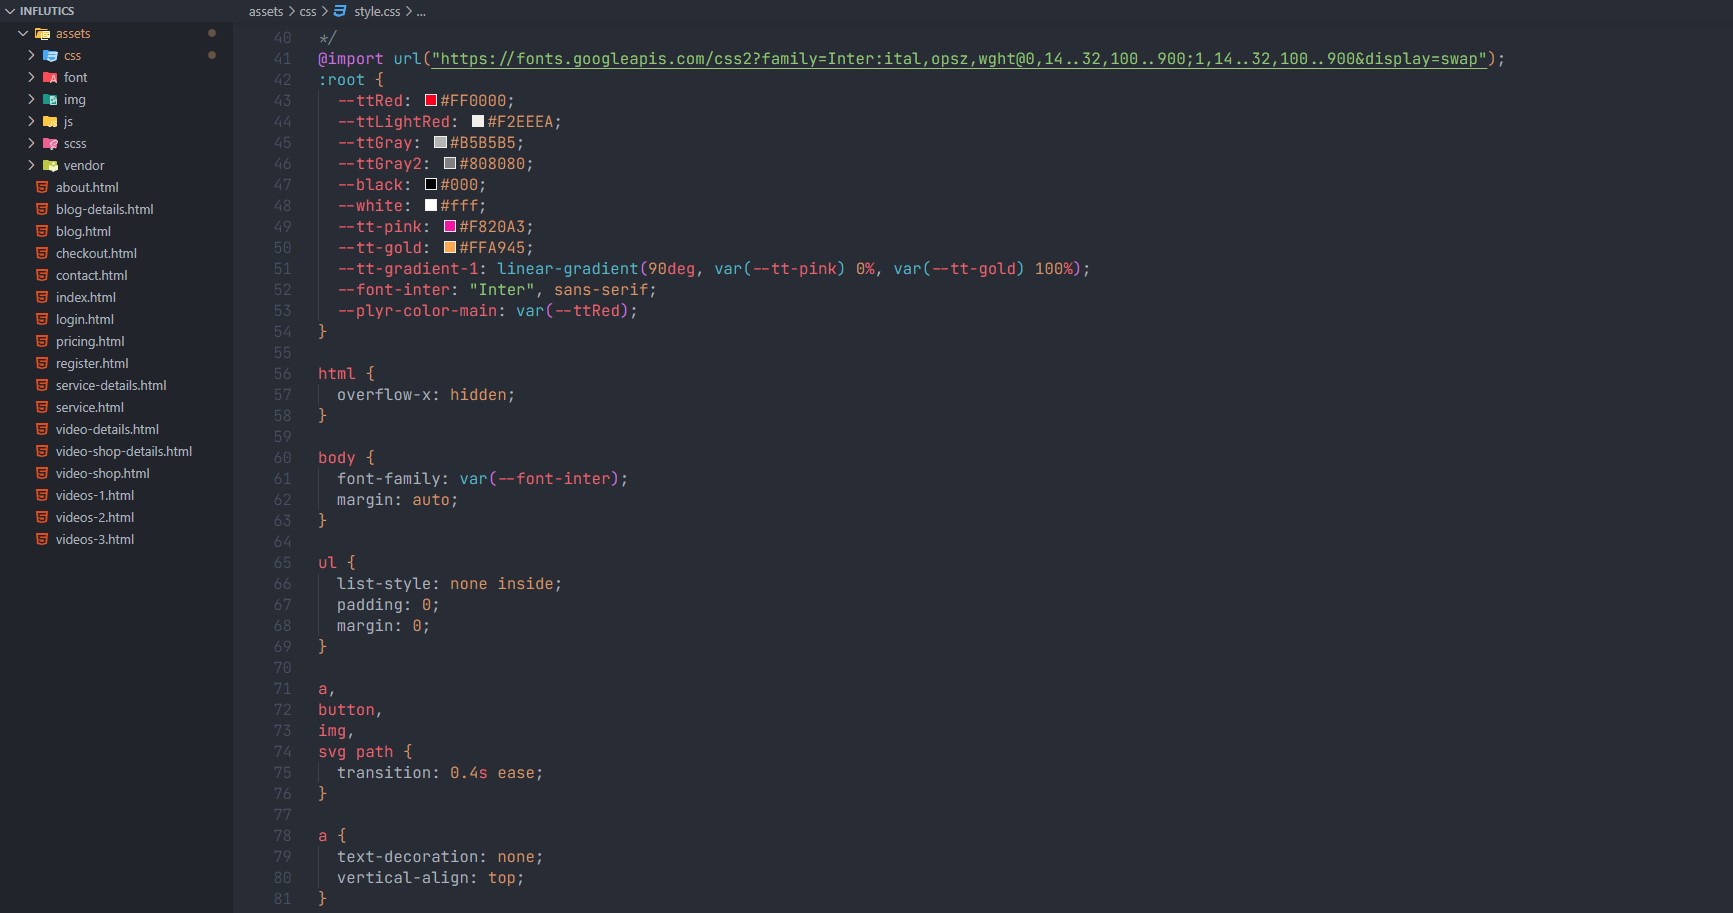 INFLUTICS
assets
css
font
img
js
scss
vendor
about.html
blog-details.html
blog.html
checkout.html
contact.html
index.html
login.html
pricing.html
register.html
service-details.html
service.html
video-details.html
video-shop-details.html
video-shop.html
videos-1.html
videos-2.html
videos-3.html
assets > css > style.css > ...
40 */
41 @import url("https://fonts.googleapis.com/css2?family=Inter:ital,opsz,wght@0,14..32,100..900;1,14..32,100..900&display=swap");
42 :root {
43 --ttRed: #FF0000;
44 --ttLightRed: #F2EEEA;
45 --ttGray: #B5B5B5;
46 --ttGray2: #808080;
47 --black: #000;
48 --white: #fff;
49 --tt-pink: #F820A3;
50 --tt-gold: #FFA945;
51 --tt-gradient-1: linear-gradient(90deg, var(--tt-pink) 0%, var(--tt-gold) 100%);
52 --font-inter: "Inter", sans-serif;
53 --plyr-color-main: var(--ttRed);
54 }
55
56 html {
57 overflow-x: hidden;
58 }
59
60 body {
61 font-family: var(--font-inter);
62 margin: auto;
63 }
64
65 ul {
66 list-style: none inside;
67 padding: 0;
68 margin: 0;
69 }
70
71 a,
72 button,
73 img,
74 svg path {
75 transition: 0.4s ease;
76 }
77
78 a {
79 text-decoration: none;
80 vertical-align: top;
81 }